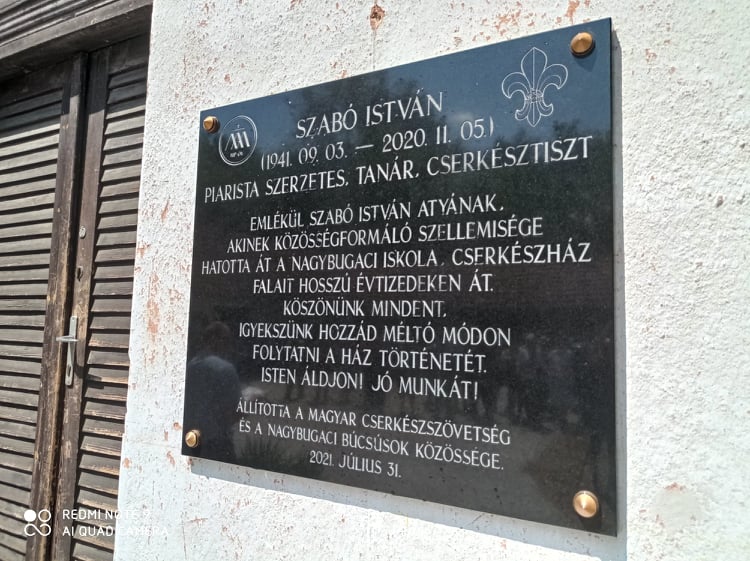 SZABÓ ISTVÁN
(1941. 09. 03. — 2020. 11. 05.)
PIARISTA SZERZETES, TANÁR, CSERKÉSZTISZT
EMLÉKÜL SZABÓ ISTVÁN ATYÁNAK,
AKINEK KÖZÖSSÉGFORMÁLÓ SZELLEMISÉGE
HATOTTA ÁT A NAGYBUGACI ISKOLA, CSERKÉSZHÁZ
FALAIT HOSSZÚ ÉVTIZEDEKEN ÁT.
KÖSZÖNÜNK MINDENT,
IGYEKSZÜNK HOZZÁD MÉLTÓ MÓDON
FOLYTATNI A HÁZ TÖRTÉNETÉT.
ISTEN ÁLDJON! JÓ MUNKÁT!
ÁLLÍTOTTA A MAGYAR CSERKÉSZSZÖVETSÉG
ÉS A NAGYBUGACI BÚCSÚSOK KÖZÖSSÉGE.
2021. JÚLIUS 31.
REDMI NOTE
AI QUAD CAMERA